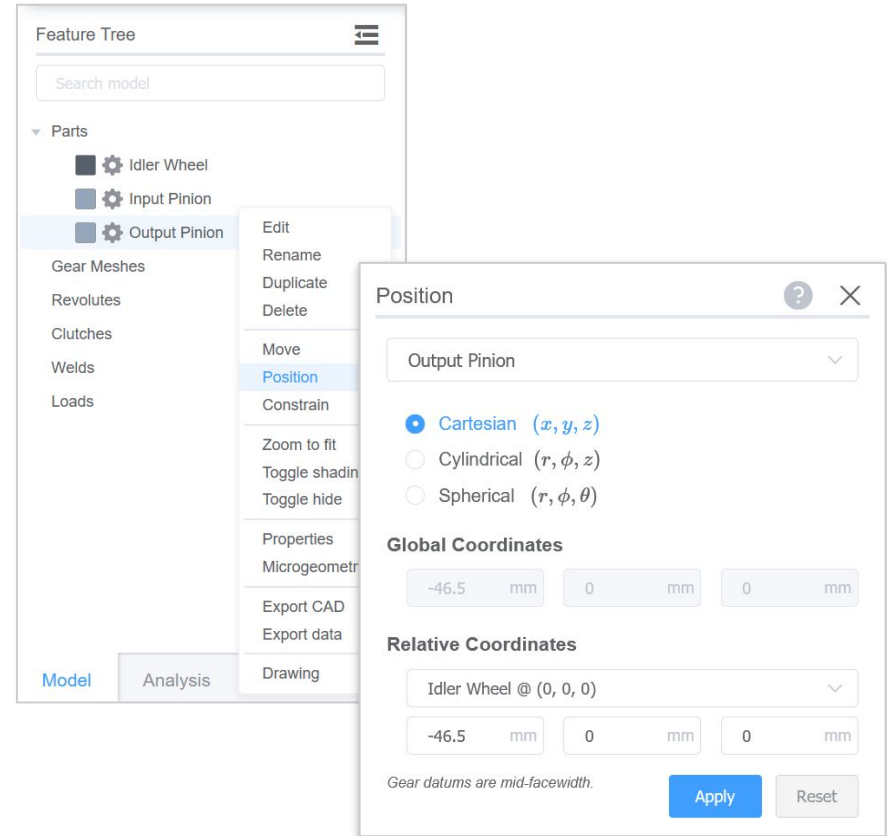 Feature Tree
Search model
Parts
Idler Wheel
Input Pinion
Output Pinion
Gear Meshes
Revolutes
Clutches
Welds
Loads
Model
Analysis
Edit
Rename
Duplicate
Delete
Move
Position
Constrain
Zoom to fit
Toggle shadin
Toggle hide
Properties
Microgeometr
Export CAD
Export data
Drawing
Position ?
Output Pinion
Cartesian (x, y, z)
Cylindrical (r, ϕ, z)
Spherical (r, ϕ, θ)
Global Coordinates
-46.5 mm 0 mm 0 mm
Relative Coordinates
Idler Wheel @ (0, 0, 0)
-46.5 mm 0 mm 0 mm
Gear datums are mid-facewidth.
Apply
Reset